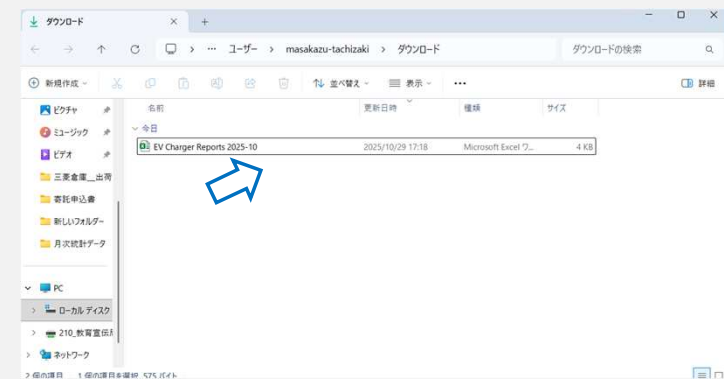 ダウンロード
… ユーザー > masakazu-tachizaki > ダウンロード
ダウンロードの検索
新規作成
並べ替え
表示
詳細
ピクチャ
ミュージック
ビデオ
三菱倉庫__出荷
寄託申込書
新しいフォルダー
月次統計データ
PC
ローカル ディスク
210_教育宣伝
ネットワーク
名前 更新日時 種類 サイズ
今日
EV Charger Reports 2025-10 2025/10/29 17:18 Microsoft Excel ワ... 4 KB
2 個の項目 1 個の項目を選択 575 バイト